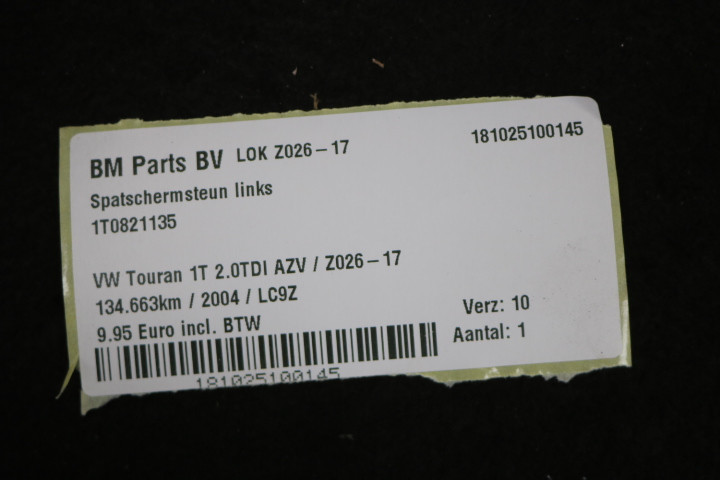 BM Parts BV LOK Z026-17 181025100145
Spatschermsteun links
1T0821135
VW Touran 1T 2.0TDI AZV / Z026-17
134.663km / 2004 / LC9Z
9.95 Euro incl. BTW
Verz: 10
Aantal: 1
181025100145